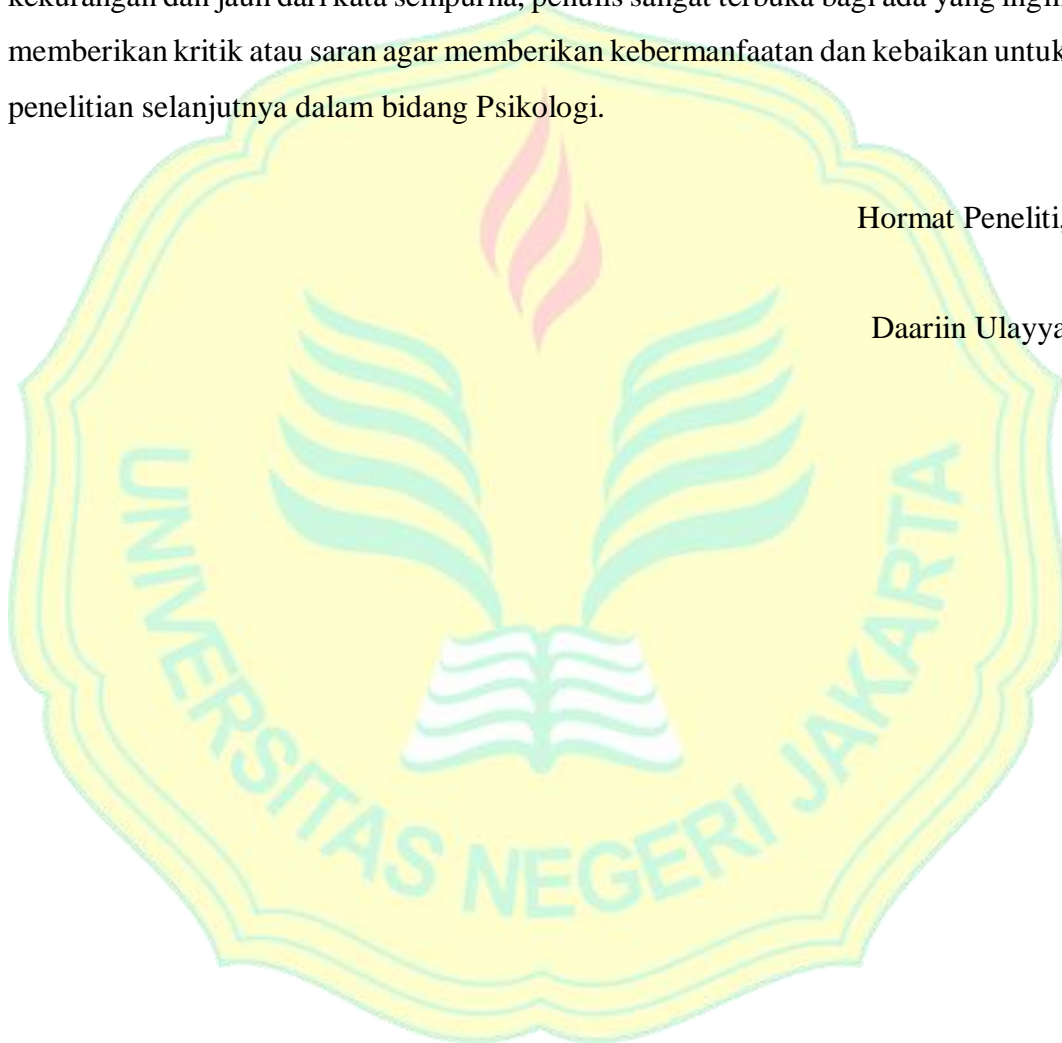 kekurangan dan jauh dari kata sempurna, penulis sangat terbuka bagi ada yang ingin
memberikan kritik atau saran agar memberikan kebermanfaatan dan kebaikan untuk
penelitian selanjutnya dalam bidang Psikologi.
Hormat Peneliti,
Daariin Ulayya
UNIVERSITAS NEGERI JAKARTA